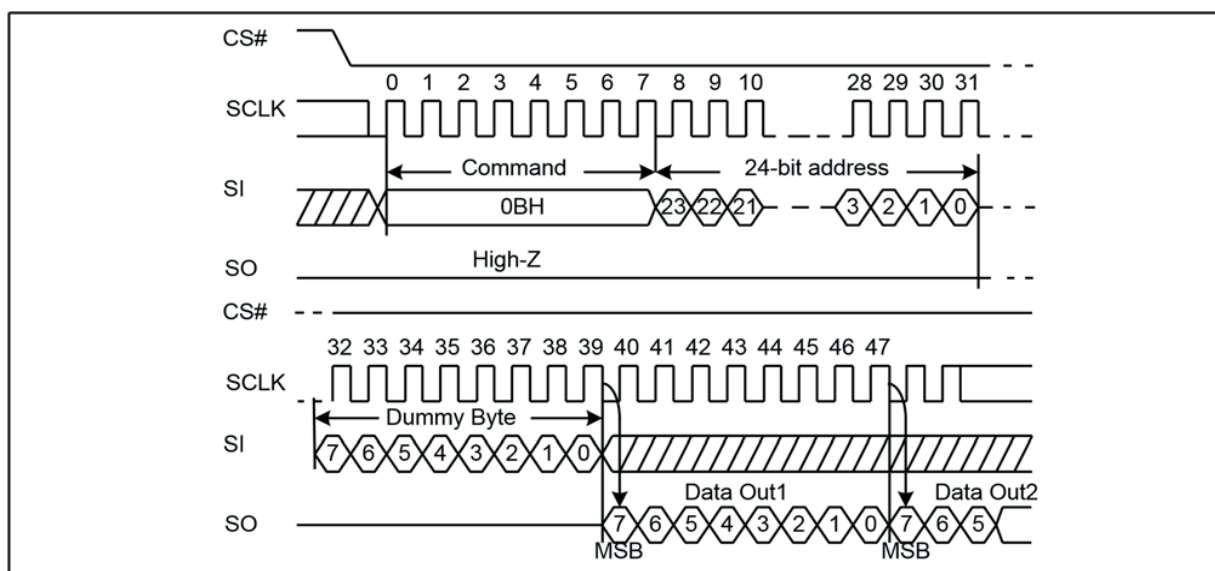 CS#
0 1 2 3 4 5 6 7 8 9 10 28 29 30 31
SCLK
Command 24-bit address
SI
0BH 23 22 21 3 2 1 0
High-Z
SO
CS#
32 33 34 35 36 37 38 39 40 41 42 43 44 45 46 47
SCLK
Dummy Byte
SI
7 6 5 4 3 2 1 0
Data Out1 Data Out2
SO
7 6 5 4 3 2 1 0 7 6 5
MSB MSB